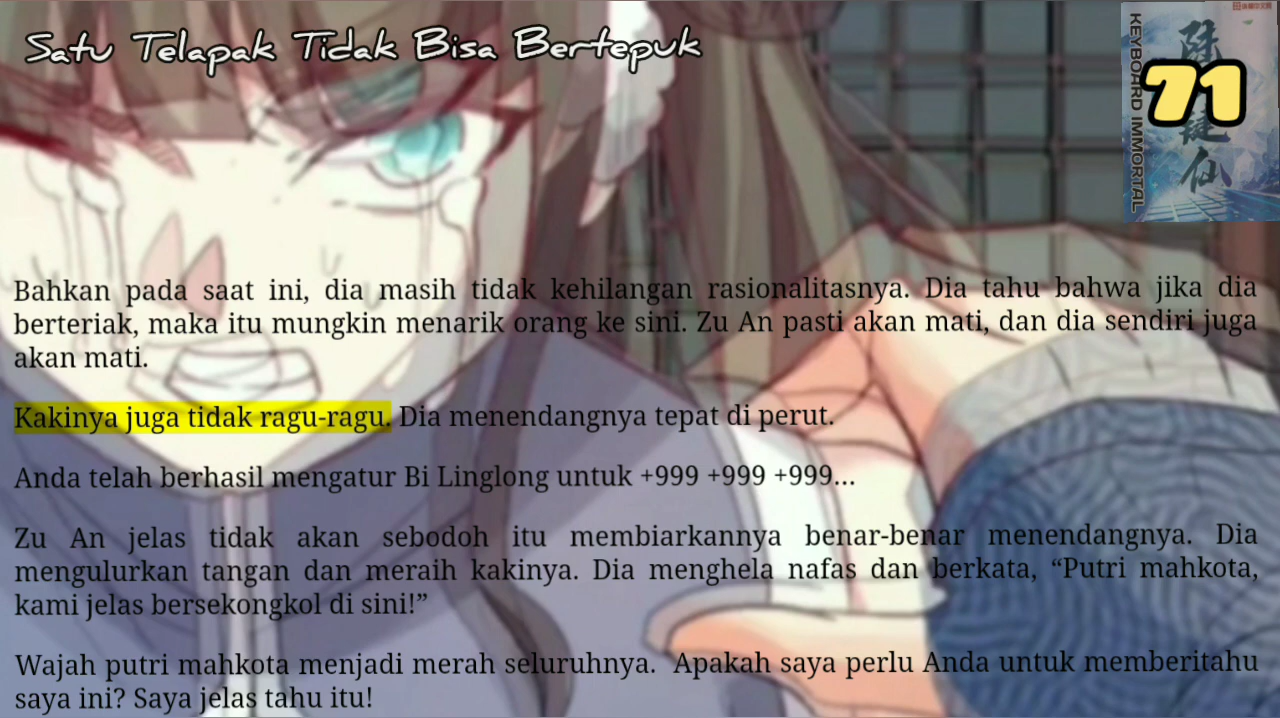 Satu Telapak Tidak Bisa Bertepuk
71
KEYBOARD IMMORTAL
仙
Bahkan pada saat ini, dia masih tidak kehilangan rasionalitasnya. Dia tahu bahwa jika dia
berteriak, maka itu mungkin menarik orang ke sini. Zu An pasti akan mati, dan dia sendiri juga
akan mati.
Kakinya juga tidak ragu-ragu. Dia menendangnya tepat di perut.
Anda telah berhasil mengatur Bi Linglong untuk +999 +999 +999...
Zu An jelas tidak akan sebodoh itu membiarkannya benar-benar menendangnya. Dia
mengulurkan tangan dan meraih kakinya. Dia menghela nafas dan berkata, “Putri mahkota,
kami jelas bersekongkol di sini!”
Wajah putri mahkota menjadi merah seluruhnya. Apakah saya perlu Anda untuk memberitahu
saya ini? Saya jelas tahu itu!